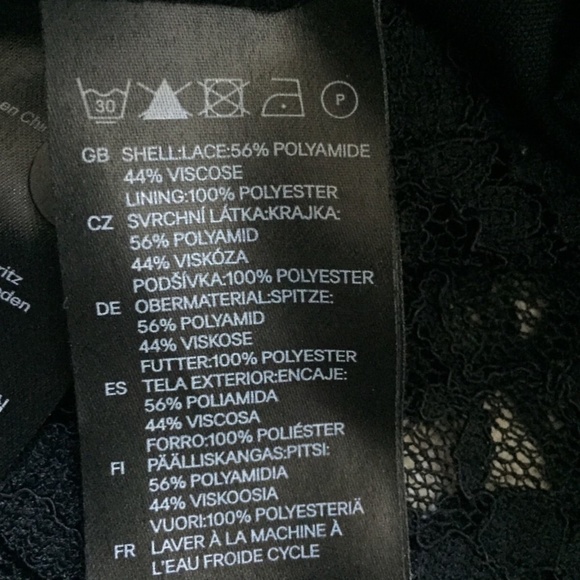 30
P
GB SHELL:LACE:56% POLYAMIDE
44% VISCOSE
LINING:100% POLYESTER
CZ SVRCHNÍ LÁTKA:KRAJKA:
56% POLYAMID
44% VISKÓZA
PODŠÍVKA:100% POLYESTER
DE OBERMATERIAL:SPITZE:
56% POLYAMID
44% VISKOSE
FUTTER:100% POLYESTER
ES TELA EXTERIOR:ENCAJE:
56% POLIAMIDA
44% VISCOSA
FORRO:100% POLIÉSTER
FI PÄÄLLISKANGAS:PITSI:
56% POLYAMIDIA
44% VISKOOSIA
VUORI:100% POLYESTERIÄ
FR LAVER À LA MACHINE À
L'EAU FROIDE CYCLE